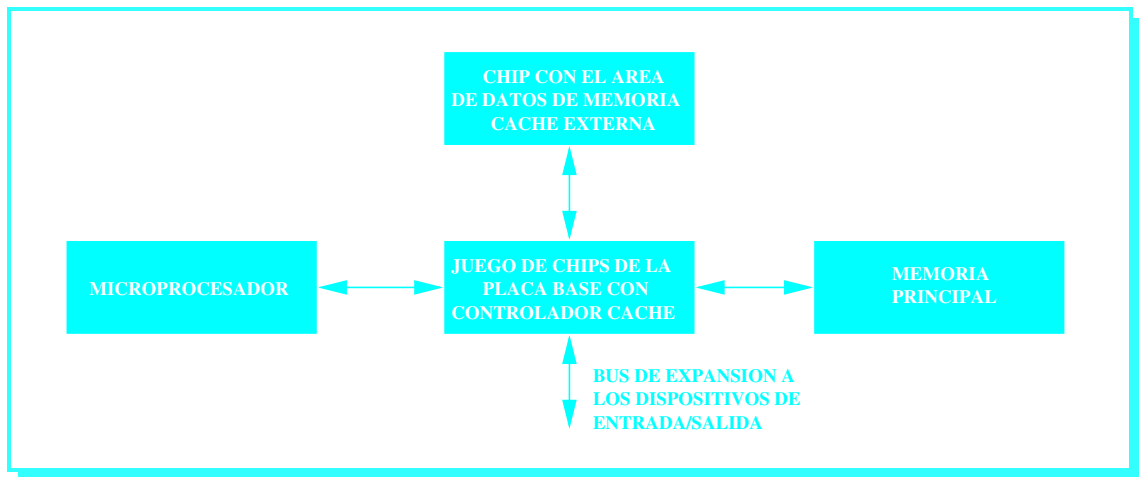 CHIP CON EL AREA
DE DATOS DE MEMORIA
CACHE EXTERNA
MICROPROCESADOR
JUEGO DE CHIPS DE LA
PLACA BASE CON
CONTROLADOR CACHE
MEMORIA
PRINCIPAL
BUS DE EXPANSION A
LOS DISPOSITIVOS DE
ENTRADA/SALIDA